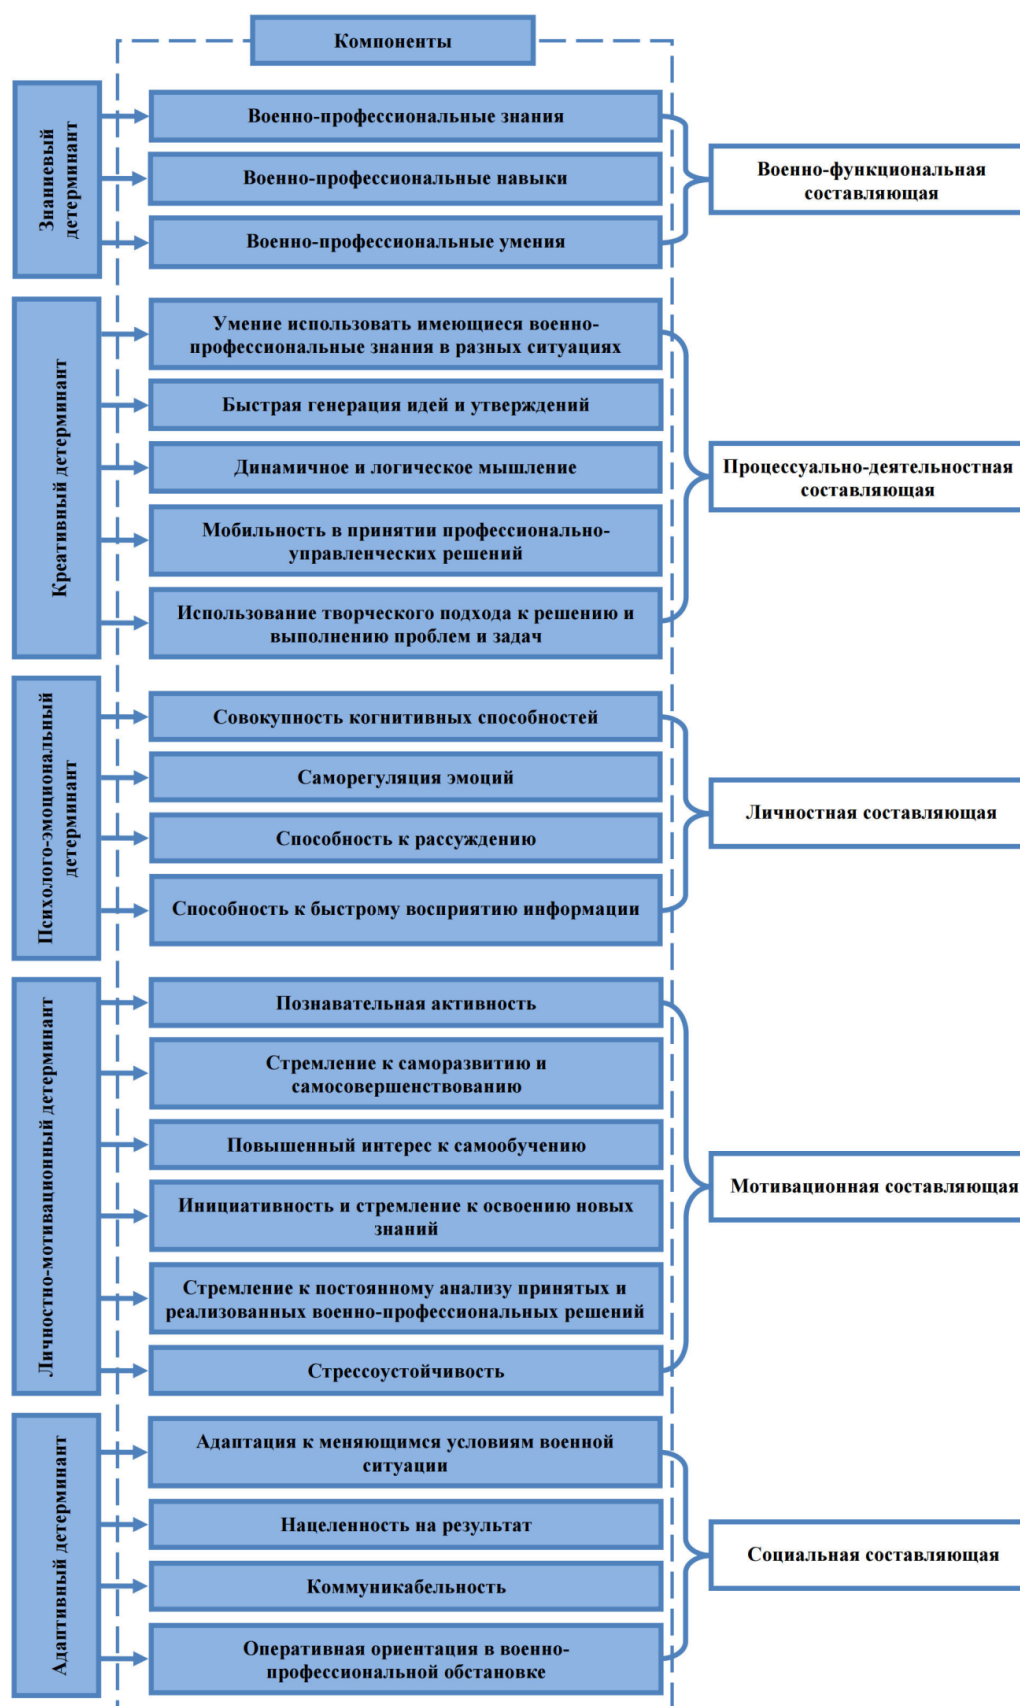 Компоненты
Знаниевый
детерминант
Военно-профессиональные знания
Военно-профессиональные навыки
Военно-профессиональные умения
Военно-функциональная
составляющая
Креативный детерминант
Умение использовать имеющиеся военно-
профессиональные знания в разных ситуациях
Быстрая генерация идей и утверждений
Динамичное и логическое мышление
Мобильность в принятии профессионально-
управленческих решений
Использование творческого подхода к решению и
выполнению проблем и задач
Процессуально-деятельностная
составляющая
Психолого-эмоциональный
детерминант
Совокупность когнитивных способностей
Саморегуляция эмоций
Способность к рассуждению
Способность к быстрому восприятию информации
Личностная составляющая
Личностно-мотивационный детерминант
Познавательная активность
Стремление к саморазвитию и
самосовершенствованию
Повышенный интерес к самообучению
Инициативность и стремление к освоению новых
знаний
Стремление к постоянному анализу принятых и
реализованных военно-профессиональных решений
Стрессоустойчивость
Мотивационная составляющая
Адаптивный детерминант
Адаптация к меняющимся условиям военной
ситуации
Нацеленность на результат
Коммуникабельность
Оперативная ориентация в военно-
профессиональной обстановке
Социальная составляющая